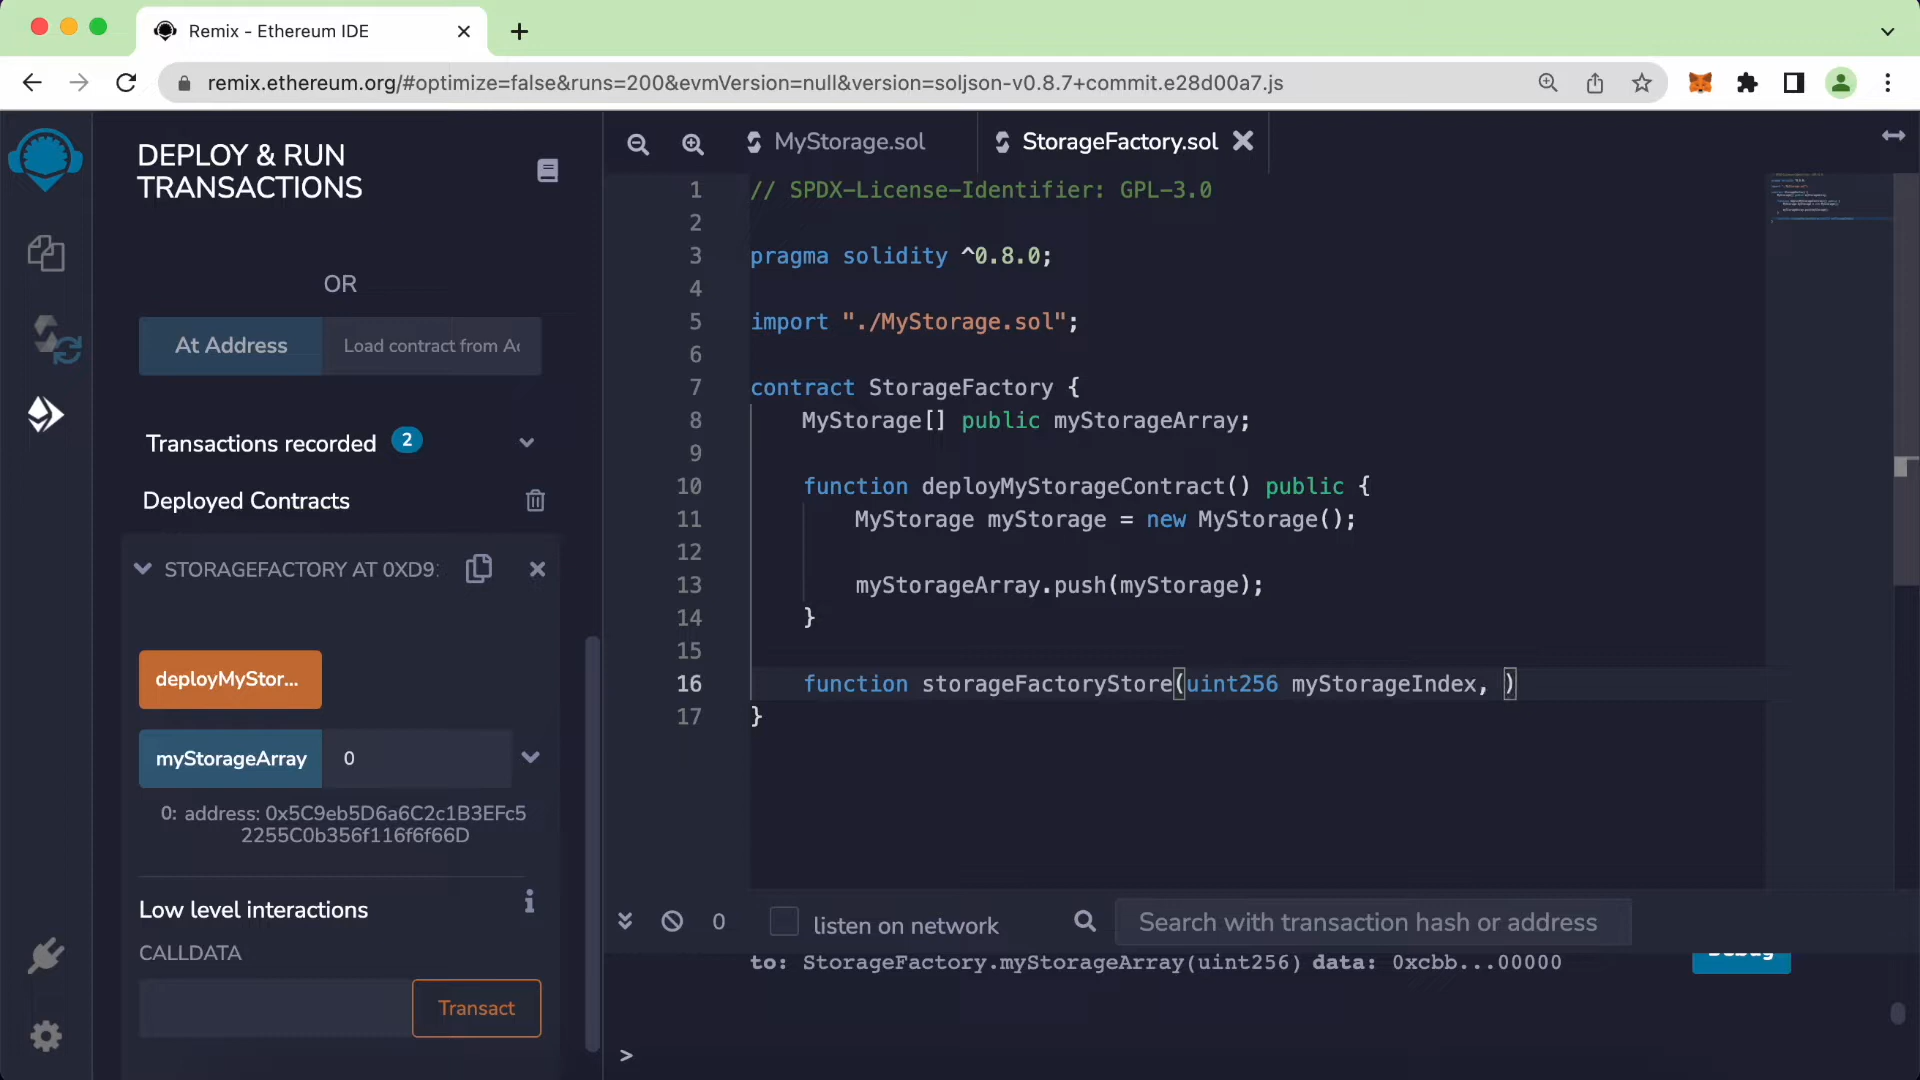 Remix - Ethereum IDE
remix.ethereum.org/#optimize=false&runs=200&evmVersion=null&version=soljson-v0.8.7+commit.e28d00a7.js
DEPLOY & RUN
TRANSACTIONS
OR
At Address
Load contract from Ac
Transactions recorded 2
Deployed Contracts
STORAGEFACTORY AT 0XD9:
deployMyStor...
myStorageArray
0
0: address: 0x5C9eb5D6a6C2c1B3EFc5
2255C0b356f116f6f66D
Low level interactions
i
CALLDATA
Transact
MyStorage.sol
StorageFactory.sol
1 // SPDX-License-Identifier: GPL-3.0
2
3 pragma solidity ^0.8.0;
4
5 import "./MyStorage.sol";
6
7 contract StorageFactory {
8 MyStorage[] public myStorageArray;
9
10 function deployMyStorageContract() public {
11 MyStorage myStorage = new MyStorage();
12
13 myStorageArray.push(myStorage);
14 }
15
16 function storageFactoryStore(uint256 myStorageIndex, )
17 }
0
listen on network
Search with transaction hash or address
to: StorageFactory.myStorageArray(uint256) data: 0xcbb...00000
Debug
>